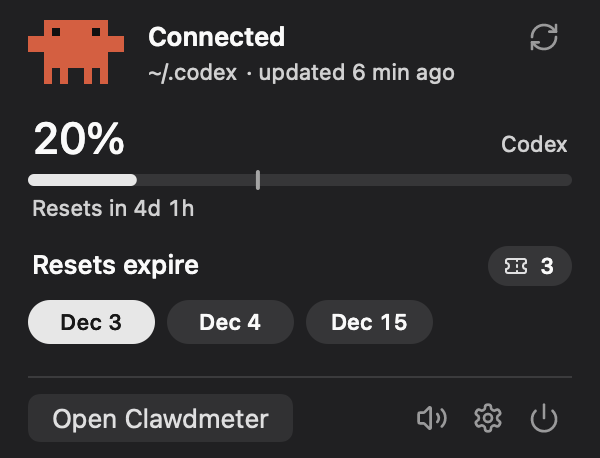 Connected
~/.codex · updated 6 min ago
20%
Codex
Resets in 4d 1h
Resets expire
3
Dec 3
Dec 4
Dec 15
Open Clawdmeter